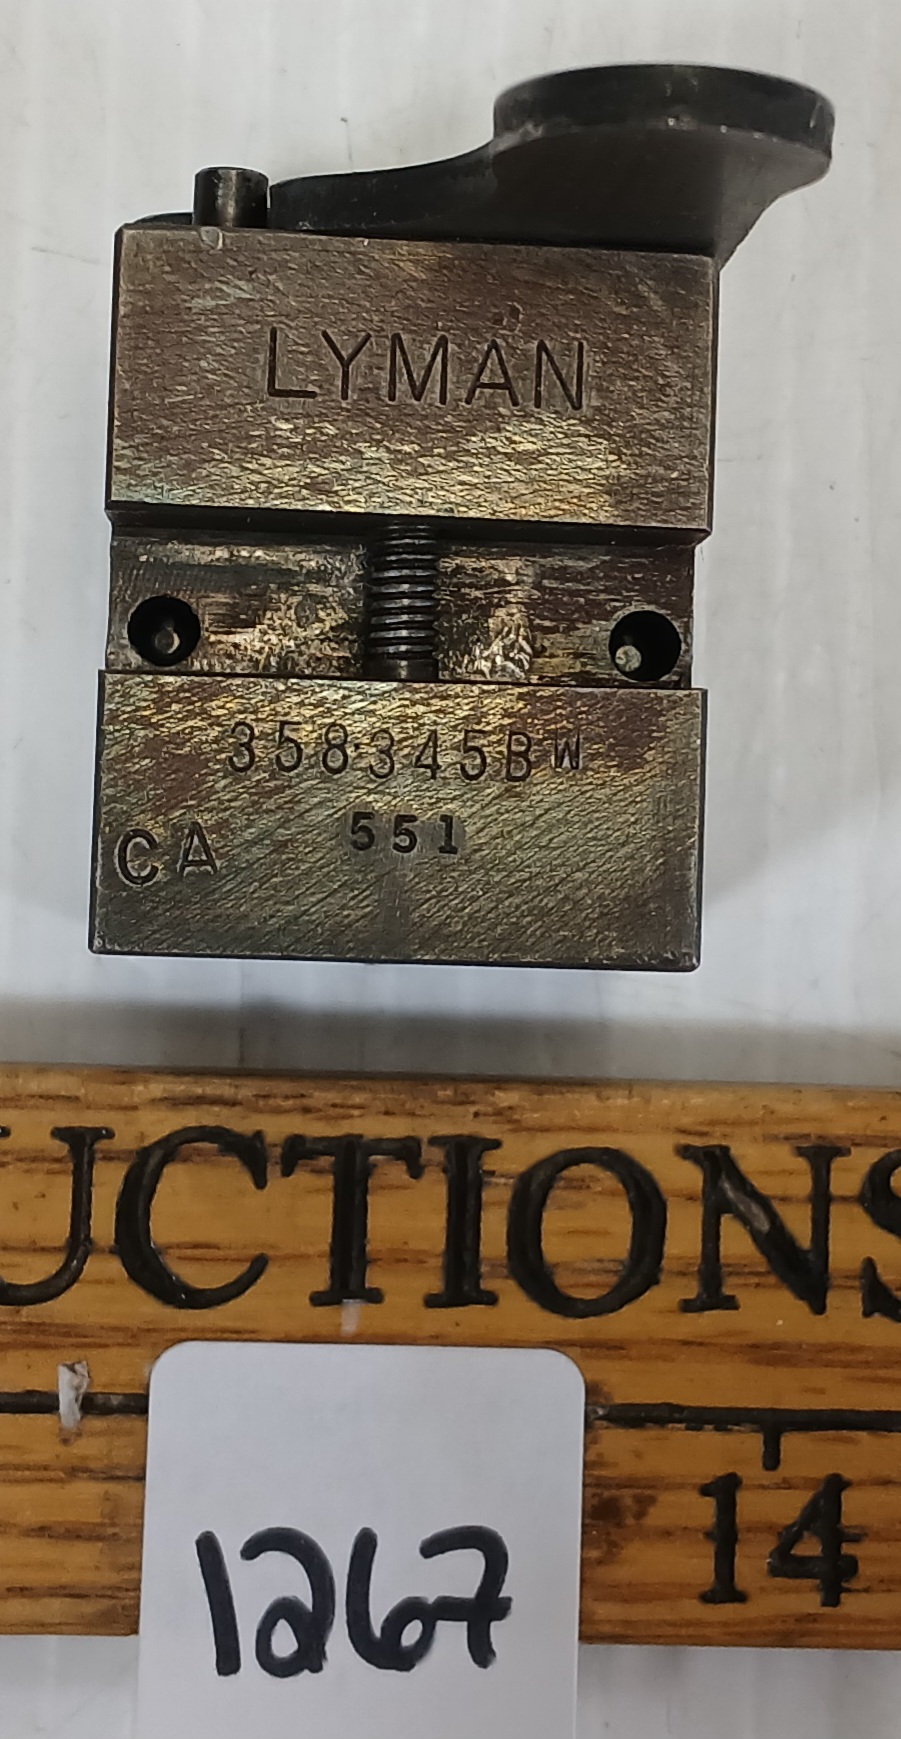 LYMAN
358345BW
551
CA
UCTIONS
14
1267